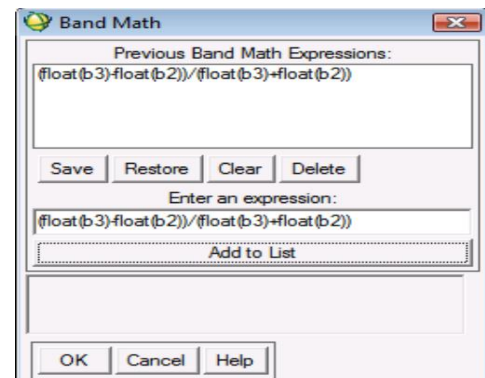 Band Math
Previous Band Math Expressions:
(float(b3)-float(b2))/(float(b3)+float(b2))
Save Restore Clear Delete
Enter an expression:
(float(b3)-float(b2))/(float(b3)+float(b2))
Add to List
OK Cancel Help